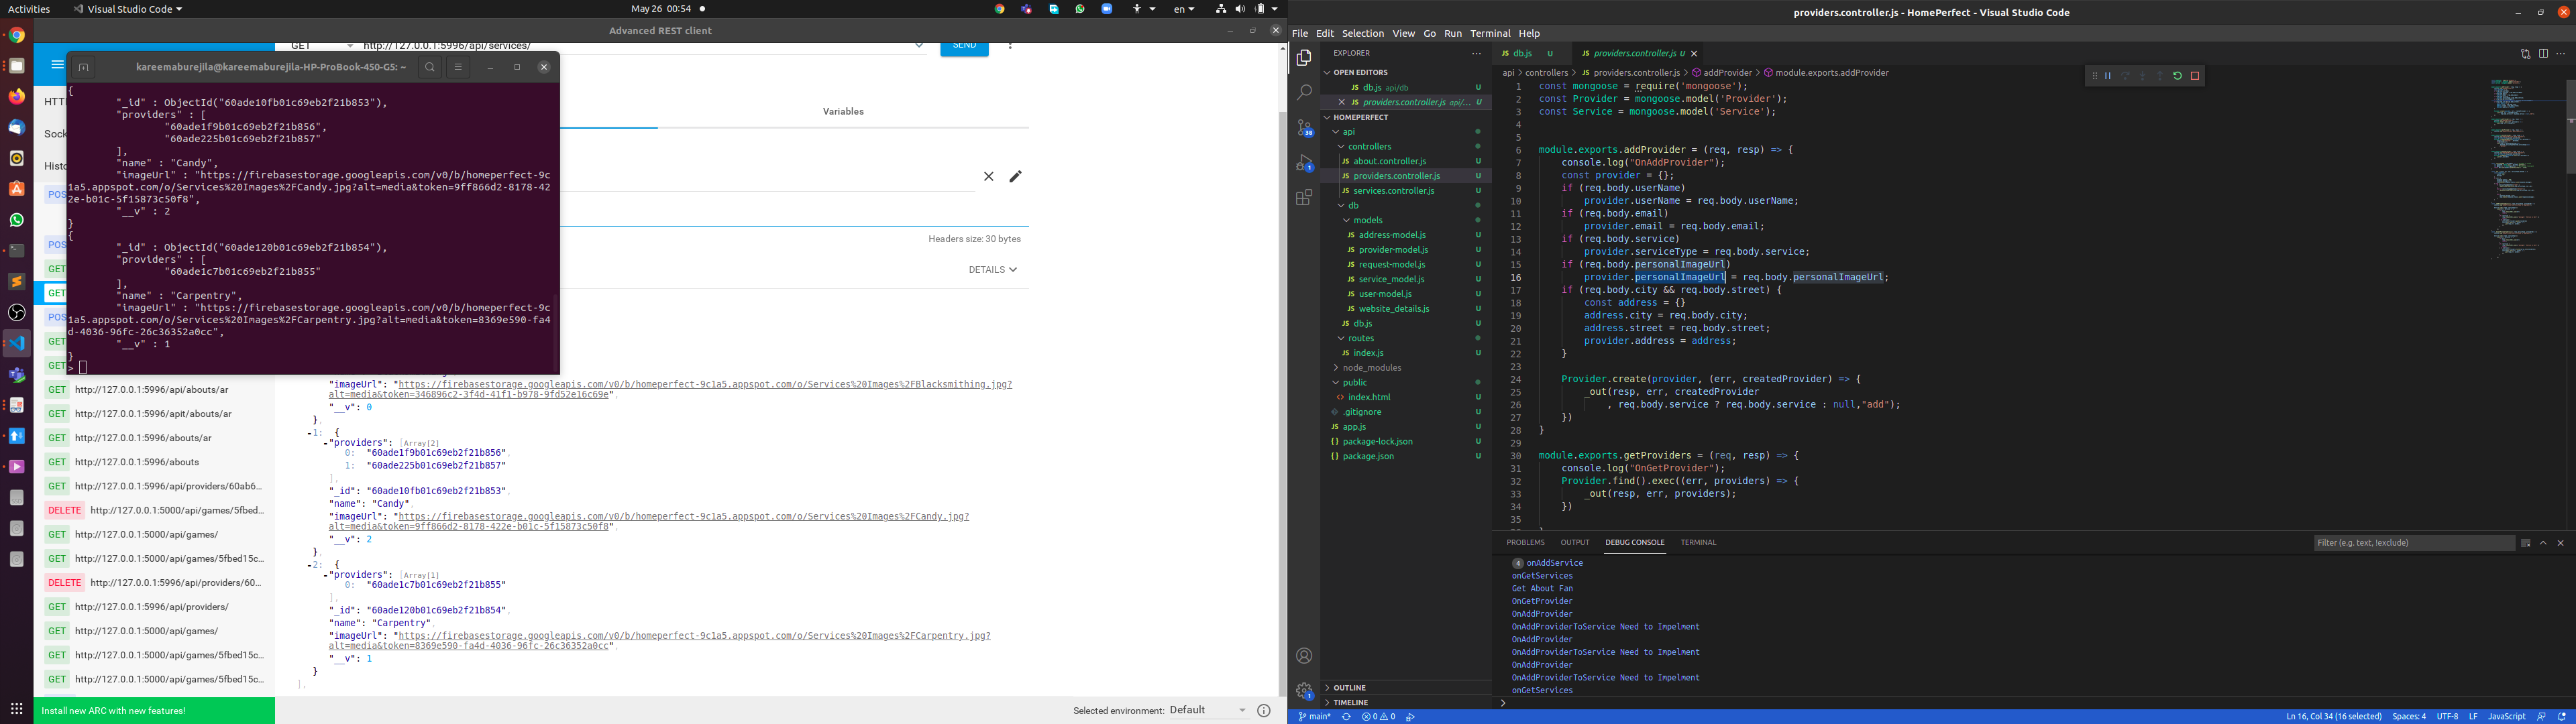 Activities
Visual Studio Code
May 26 00:54
en
Advanced REST client
GET
http://127.0.0.1:5996/api/services/
SEND
kareemaburejila@kareemaburejila-HP-ProBook-450-G5: ~
{
"_id" : ObjectId("60ade10fb01c69eb2f21b853"),
"providers" : [
"60ade1f9b01c69eb2f21b856",
"60ade225b01c69eb2f21b857"
],
"name" : "Candy",
"imageUrl" : "https://firebasestorage.googleapis.com/v0/b/homeperfect-9c
1a5.appspot.com/o/Services%20Images%2FCandy.jpg?alt=media&token=9ff866d2-8178-42
2e-b01c-5f15873c50f8",
"__v" : 2
}
{
"_id" : ObjectId("60ade120b01c69eb2f21b854"),
"providers" : [
"60ade1c7b01c69eb2f21b855"
],
"name" : "Carpentry",
"imageUrl" : "https://firebasestorage.googleapis.com/v0/b/homeperfect-9c
1a5.appspot.com/o/Services%20Images%2FCarpentry.jpg?alt=media&token=8369e590-fa4
d-4036-96fc-26c36352a0cc",
"__v" : 1
}
>
HTT
Sock
Histo
POS
POS
GET
GET
POS
GET
GET
GET http://127.0.0.1:5996/api/abouts/ar
GET http://127.0.0.1:5996/apit/abouts/ar
GET http://127.0.0.1:5996/abouts/ar
GET http://127.0.0.1:5996/abouts
GET http://127.0.0.1:5996/api/providers/60ab6...
DELETE http://127.0.0.1:5000/api/games/5fbed...
GET http://127.0.0.1:5000/api/games/
GET http://127.0.0.1:5000/api/games/5fbed15c...
DELETE http://127.0.0.1:5996/api/providers/60...
GET http://127.0.0.1:5996/api/providers/
GET http://127.0.0.1:5000/api/games/
GET http://127.0.0.1:5000/api/games/5fbed15c...
GET http://127.0.0.1:5000/api/games/5fbed15c...
Install new ARC with new features!
Variables
Headers size: 30 bytes
DETAILS
"imageUrl": "https://firebasestorage.googleapis.com/v0/b/homeperfect-9c1a5.appspot.com/o/Services%20Images%2FBlacksmithing.jpg?
alt=media&token=346896c2-3f4d-41f1-b978-9fd52e16c69e",
"__v": 0
},
-1: {
-"providers": [Array[2]
0: "60ade1f9b01c69eb2f21b856",
1: "60ade225b01c69eb2f21b857"
],
"_id": "60ade10fb01c69eb2f21b853",
"name": "Candy",
"imageUrl": "https://firebasestorage.googleapis.com/v0/b/homeperfect-9c1a5.appspot.com/o/Services%20Images%2FCandy.jpg?
alt=media&token=9ff866d2-8178-422e-b01c-5f15873c50f8",
"__v": 2
},
-2: {
-"providers": [Array[1]
0: "60ade1c7b01c69eb2f21b855"
],
"_id": "60ade120b01c69eb2f21b854",
"name": "Carpentry",
"imageUrl": "https://firebasestorage.googleapis.com/v0/b/homeperfect-9c1a5.appspot.com/o/Services%20Images%2FCarpentry.jpg?
alt=media&token=8369e590-fa4d-4036-96fc-26c36352a0cc",
"__v": 1
}
],
Selected environment: Default
providers.controller.js - HomePerfect - Visual Studio Code
File Edit Selection View Go Run Terminal Help
EXPLORER
OPEN EDITORS
JS db.js api/db U
JS providers.controller.js api/... U
HOMEPERFECT
api
controllers
JS about.controller.js U
JS providers.controller.js U
JS services.controller.js U
db
models
JS address-model.js U
JS provider-model.js U
JS request-model.js U
JS service_model.js U
JS user-model.js U
JS website_details.js U
JS db.js U
routes
JS index.js U
node_modules
public
<> index.html U
.gitignore U
JS app.js U
{} package-lock.json U
{} package.json U
OUTLINE
TIMELINE
38
1
1
JS db.js U
JS providers.controller.js U
api > controllers > JS providers.controller.js > addProvider > module.exports.addProvider
1 const mongoose = require('mongoose');
2 const Provider = mongoose.model('Provider');
3 const Service = mongoose.model('Service');
4
5
6 module.exports.addProvider = (req, resp) => {
7 console.log("OnAddProvider");
8 const provider = {};
9 if (req.body.userName)
10 provider.userName = req.body.userName;
11 if (req.body.email)
12 provider.email = req.body.email;
13 if (req.body.service)
14 provider.serviceType = req.body.service;
15 if (req.body.personalImageUrl)
16 provider.personalImageUrl = req.body.personalImageUrl;
17 if (req.body.city && req.body.street) {
18 const address = {}
19 address.city = req.body.city;
20 address.street = req.body.street;
21 provider.address = address;
22 }
23
24 Provider.create(provider, (err, createdProvider) => {
25 _out(resp, err, createdProvider
26 , req.body.service ? req.body.service : null,"add");
27 })
28 }
29
30 module.exports.getProviders = (req, resp) => {
31 console.log("OnGetProvider");
32 Provider.find().exec((err, providers) => {
33 _out(resp, err, providers);
34 })
35
PROBLEMS OUTPUT DEBUG CONSOLE TERMINAL
Filter (e.g. text, !exclude)
4 onAddService
onGetServices
Get About Fan
OnGetProvider
OnAddProvider
OnAddProviderToService Need to Impelment
OnAddProvider
OnAddProviderToService Need to Impelment
OnAddProvider
OnAddProviderToService Need to Impelment
onGetServices
>
main*
0 0
Ln 16, Col 34 (16 selected) Spaces: 4 UTF-8 LF JavaScript